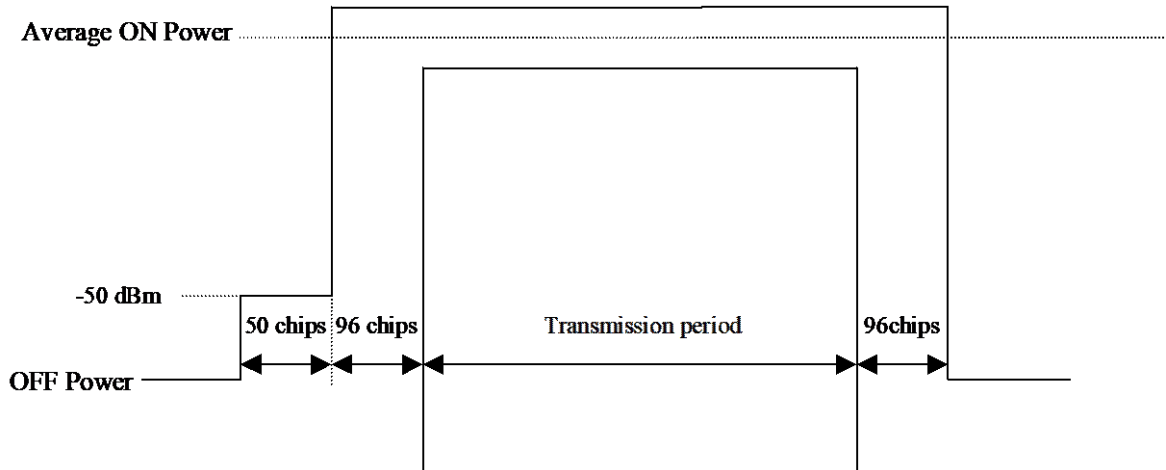 Average ON Power
-50 dBm
50 chips 96 chips Transmission period 96chips
OFF Power